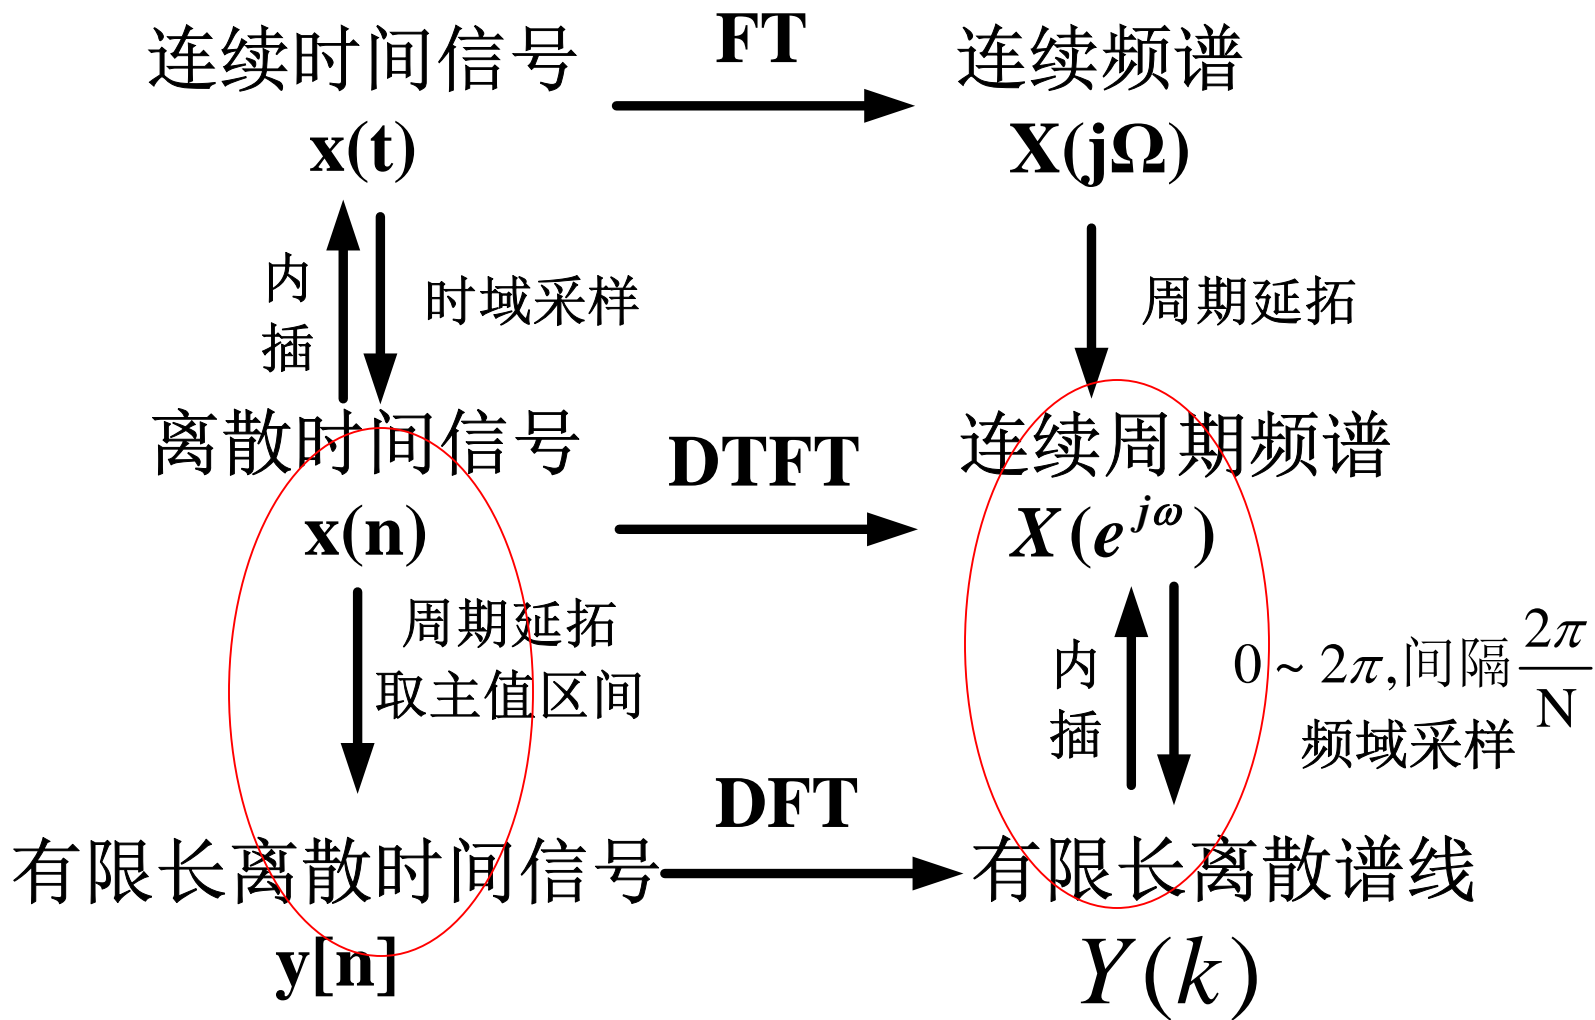 连续时间信号
FT
连续频谱
x(t)
X(jΩ)
内
插
时域采样
周期延拓
离散时间信号
DTFT
连续周期频谱
x(n)
X(e^{jω})
周期延拓
取主值区间
内
插
0 ~ 2π,间隔 2π/N
频域采样
DFT
有限长离散时间信号
有限长离散谱线
y[n]
Y(k)